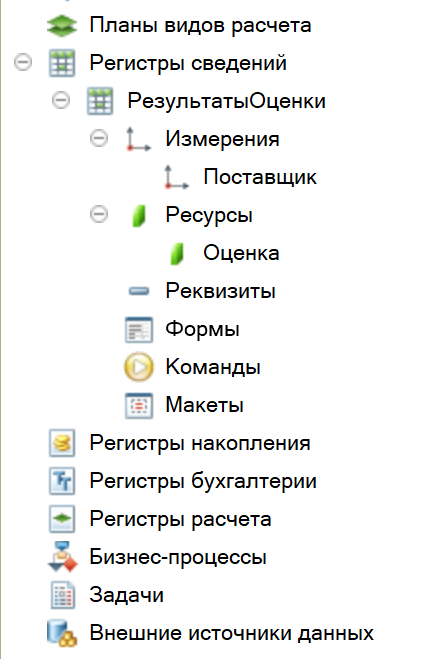 Планы видов расчета
Регистры сведений
РезультатыОценки
Измерения
Поставщик
Ресурсы
Оценка
Реквизиты
Формы
Команды
Макеты
Регистры накопления
Регистры бухгалтерии
Регистры расчета
Бизнес-процессы
Задачи
Внешние источники данных